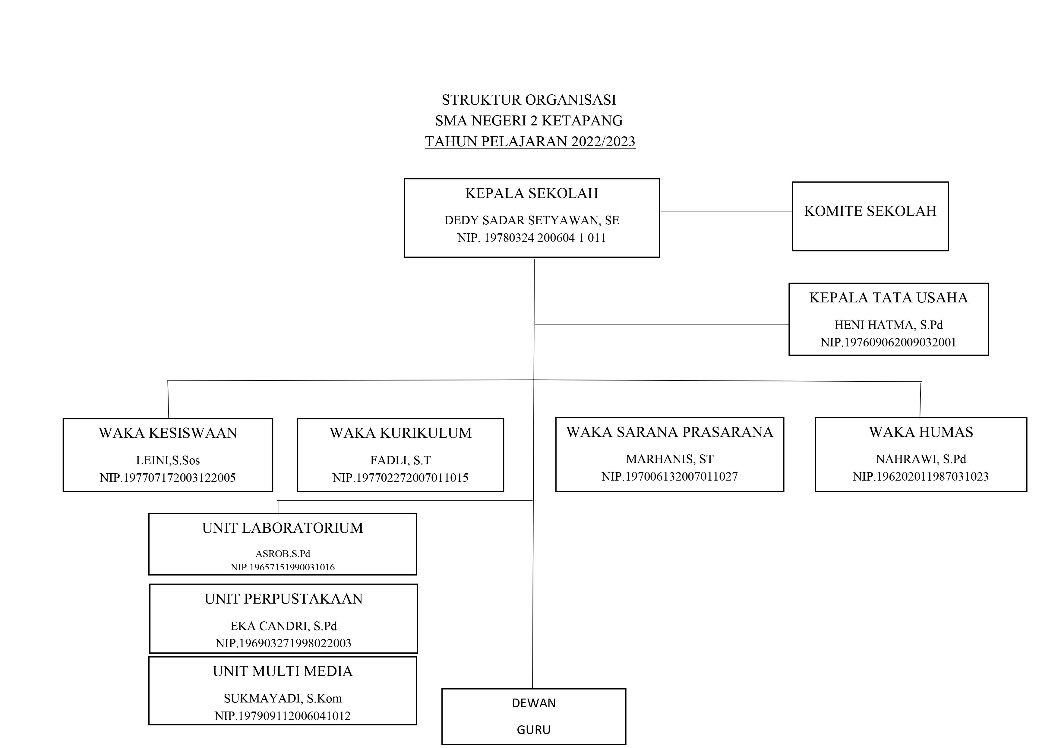 STRUKTUR ORGANISASI
SMA NEGERI 2 KETAPANG
TAHUN PELAJARAN 2022/2023
KEPALA SEKOLAH
DEDY SADAR SETYAWAN, SE
NIP. 19780324 200604 1 011
KOMITE SEKOLAH
KEPALA TATA USAHA
HENI HATMA, S.Pd
NIP.197609062009032001
WAKA KESISWAAN
LEINI,S.Sos
NIP.197707172003122005
WAKA KURIKULUM
FADLI, S.T
NIP.197702272007011015
WAKA SARANA PRASARANA
MARHANIS, ST
NIP.197006132007011027
WAKA HUMAS
NAHRAWI, S.Pd
NIP.196202011987031023
UNIT LABORATORIUM
ASROB.S.Pd
NIP.19657151990031016
UNIT PERPUSTAKAAN
EKA CANDRI, S.Pd
NIP.196903271998022003
UNIT MULTI MEDIA
SUKMAYADI, S.Kom
NIP.197909112006041012
DEWAN
GURU